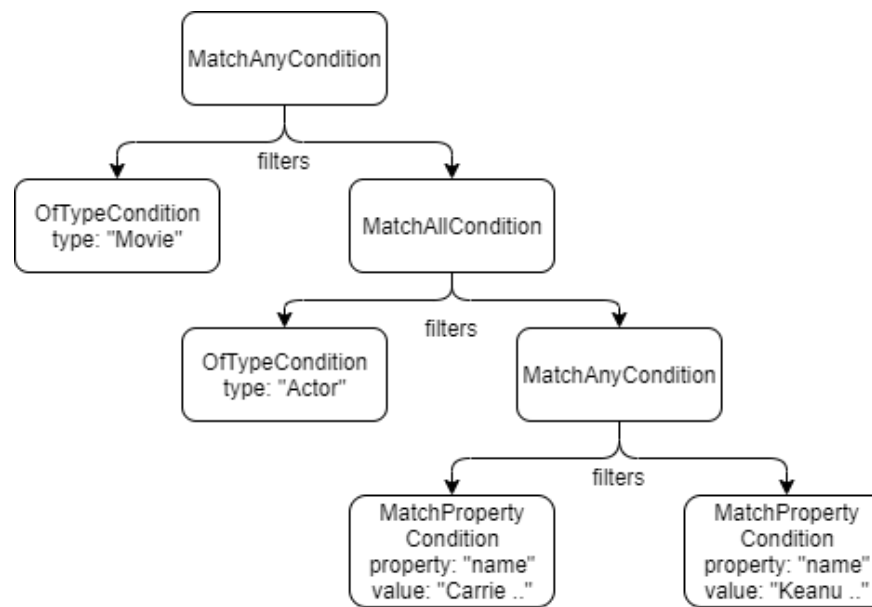 MatchAnyCondition
filters
OfTypeCondition
type: "Movie"
MatchAllCondition
filters
OfTypeCondition
type: "Actor"
MatchAnyCondition
filters
MatchProperty
Condition
property: "name"
value: "Carrie .."
MatchProperty
Condition
property: "name"
value: "Keanu .."